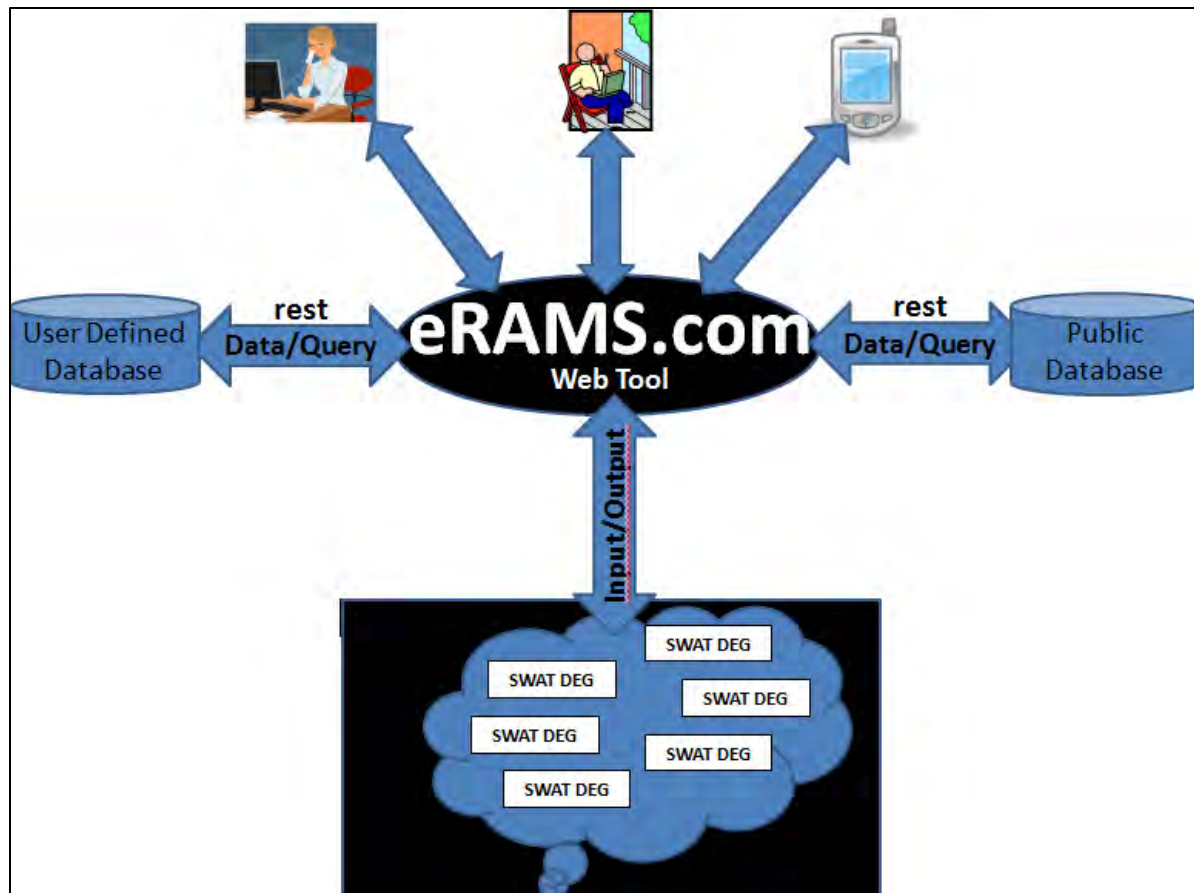 User Defined
Database
rest
Data/Query
eRAMS.com
Web Tool
rest
Data/Query
Public
Database
Input/Output
SWAT DEG
SWAT DEG
SWAT DEG
SWAT DEG
SWAT DEG
SWAT DEG